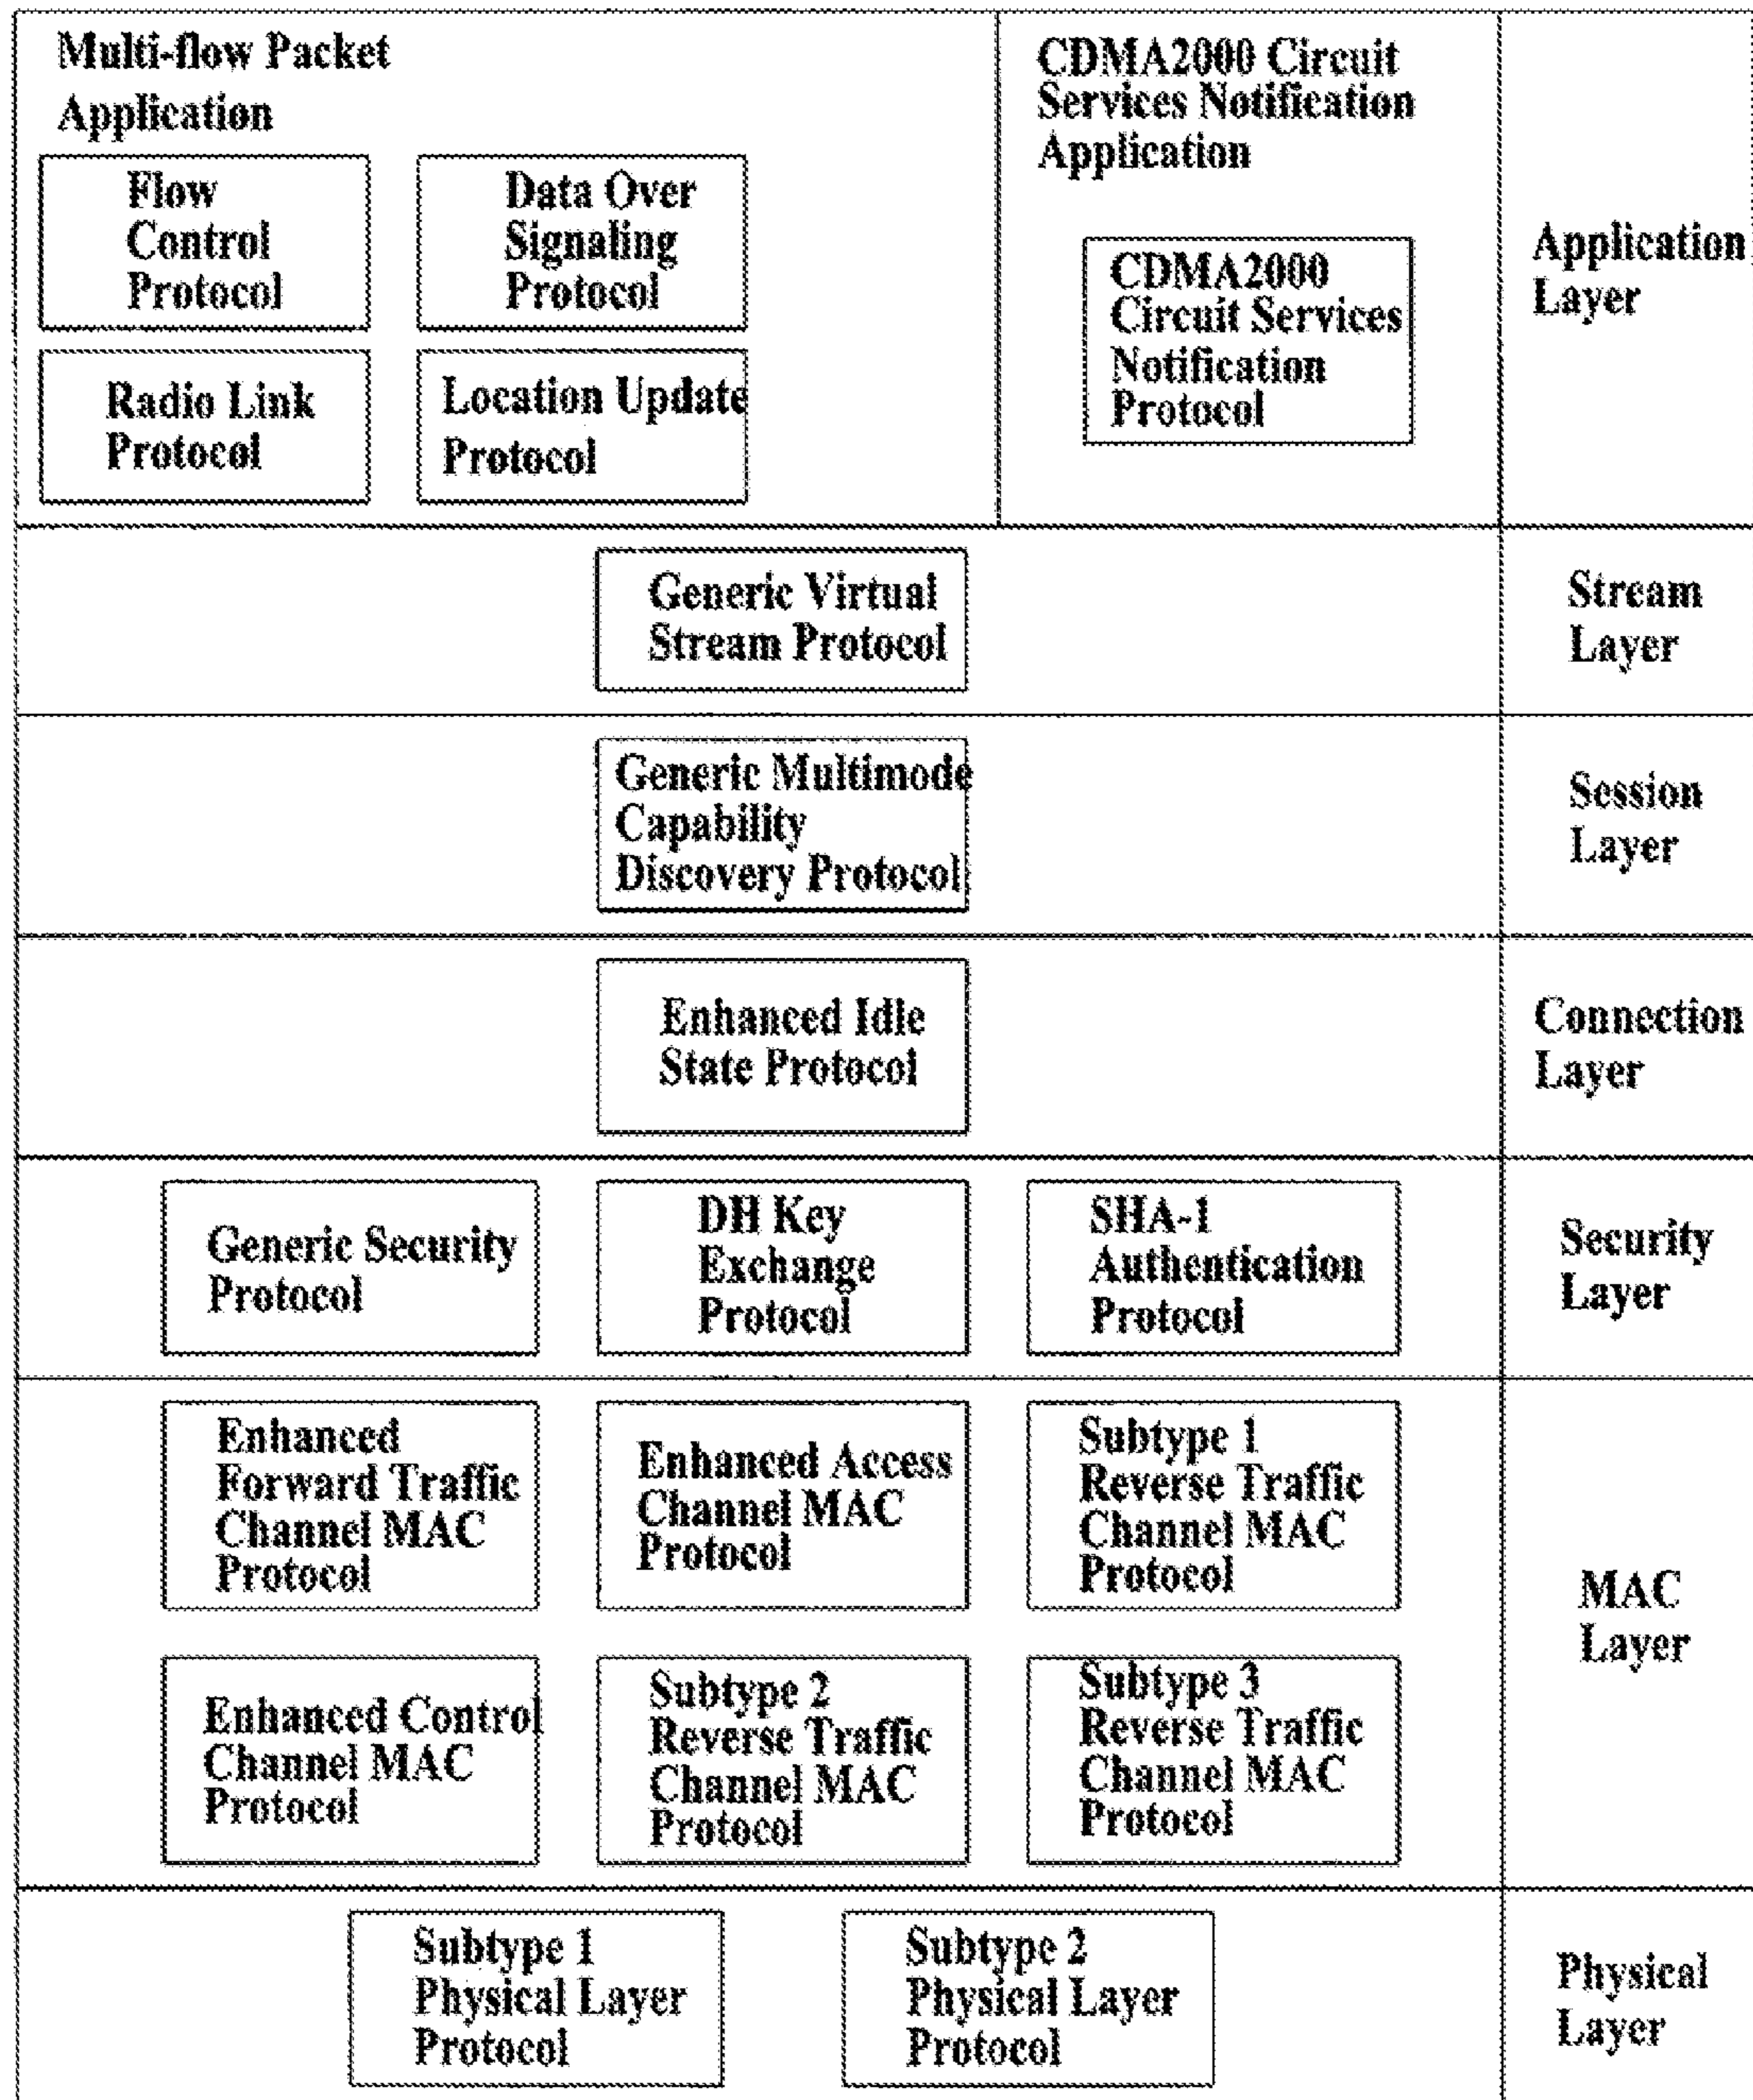 Multi-flow Packet
Application
Flow
Control
Protocol
Data Over
Signaling
Protocol
Radio Link
Protocol
Location Update
Protocol
CDMA2000 Circuit
Services Notification
Application
CDMA2000
Circuit Services
Notification
Protocol
Application
Layer
Generic Virtual
Stream Protocol
Stream
Layer
Generic Multimode
Capability
Discovery Protocol
Session
Layer
Enhanced Idle
State Protocol
Connection
Layer
Generic Security
Protocol
DH Key
Exchange
Protocol
SHA-1
Authentication
Protocol
Security
Layer
Enhanced
Forward Traffic
Channel MAC
Protocol
Enhanced Access
Channel MAC
Protocol
Subtype 1
Reverse Traffic
Channel MAC
Protocol
Enhanced Control
Channel MAC
Protocol
Subtype 2
Reverse Traffic
Channel MAC
Protocol
Subtype 3
Reverse Traffic
Channel MAC
Protocol
MAC
Layer
Subtype 1
Physical Layer
Protocol
Subtype 2
Physical Layer
Protocol
Physical
Layer